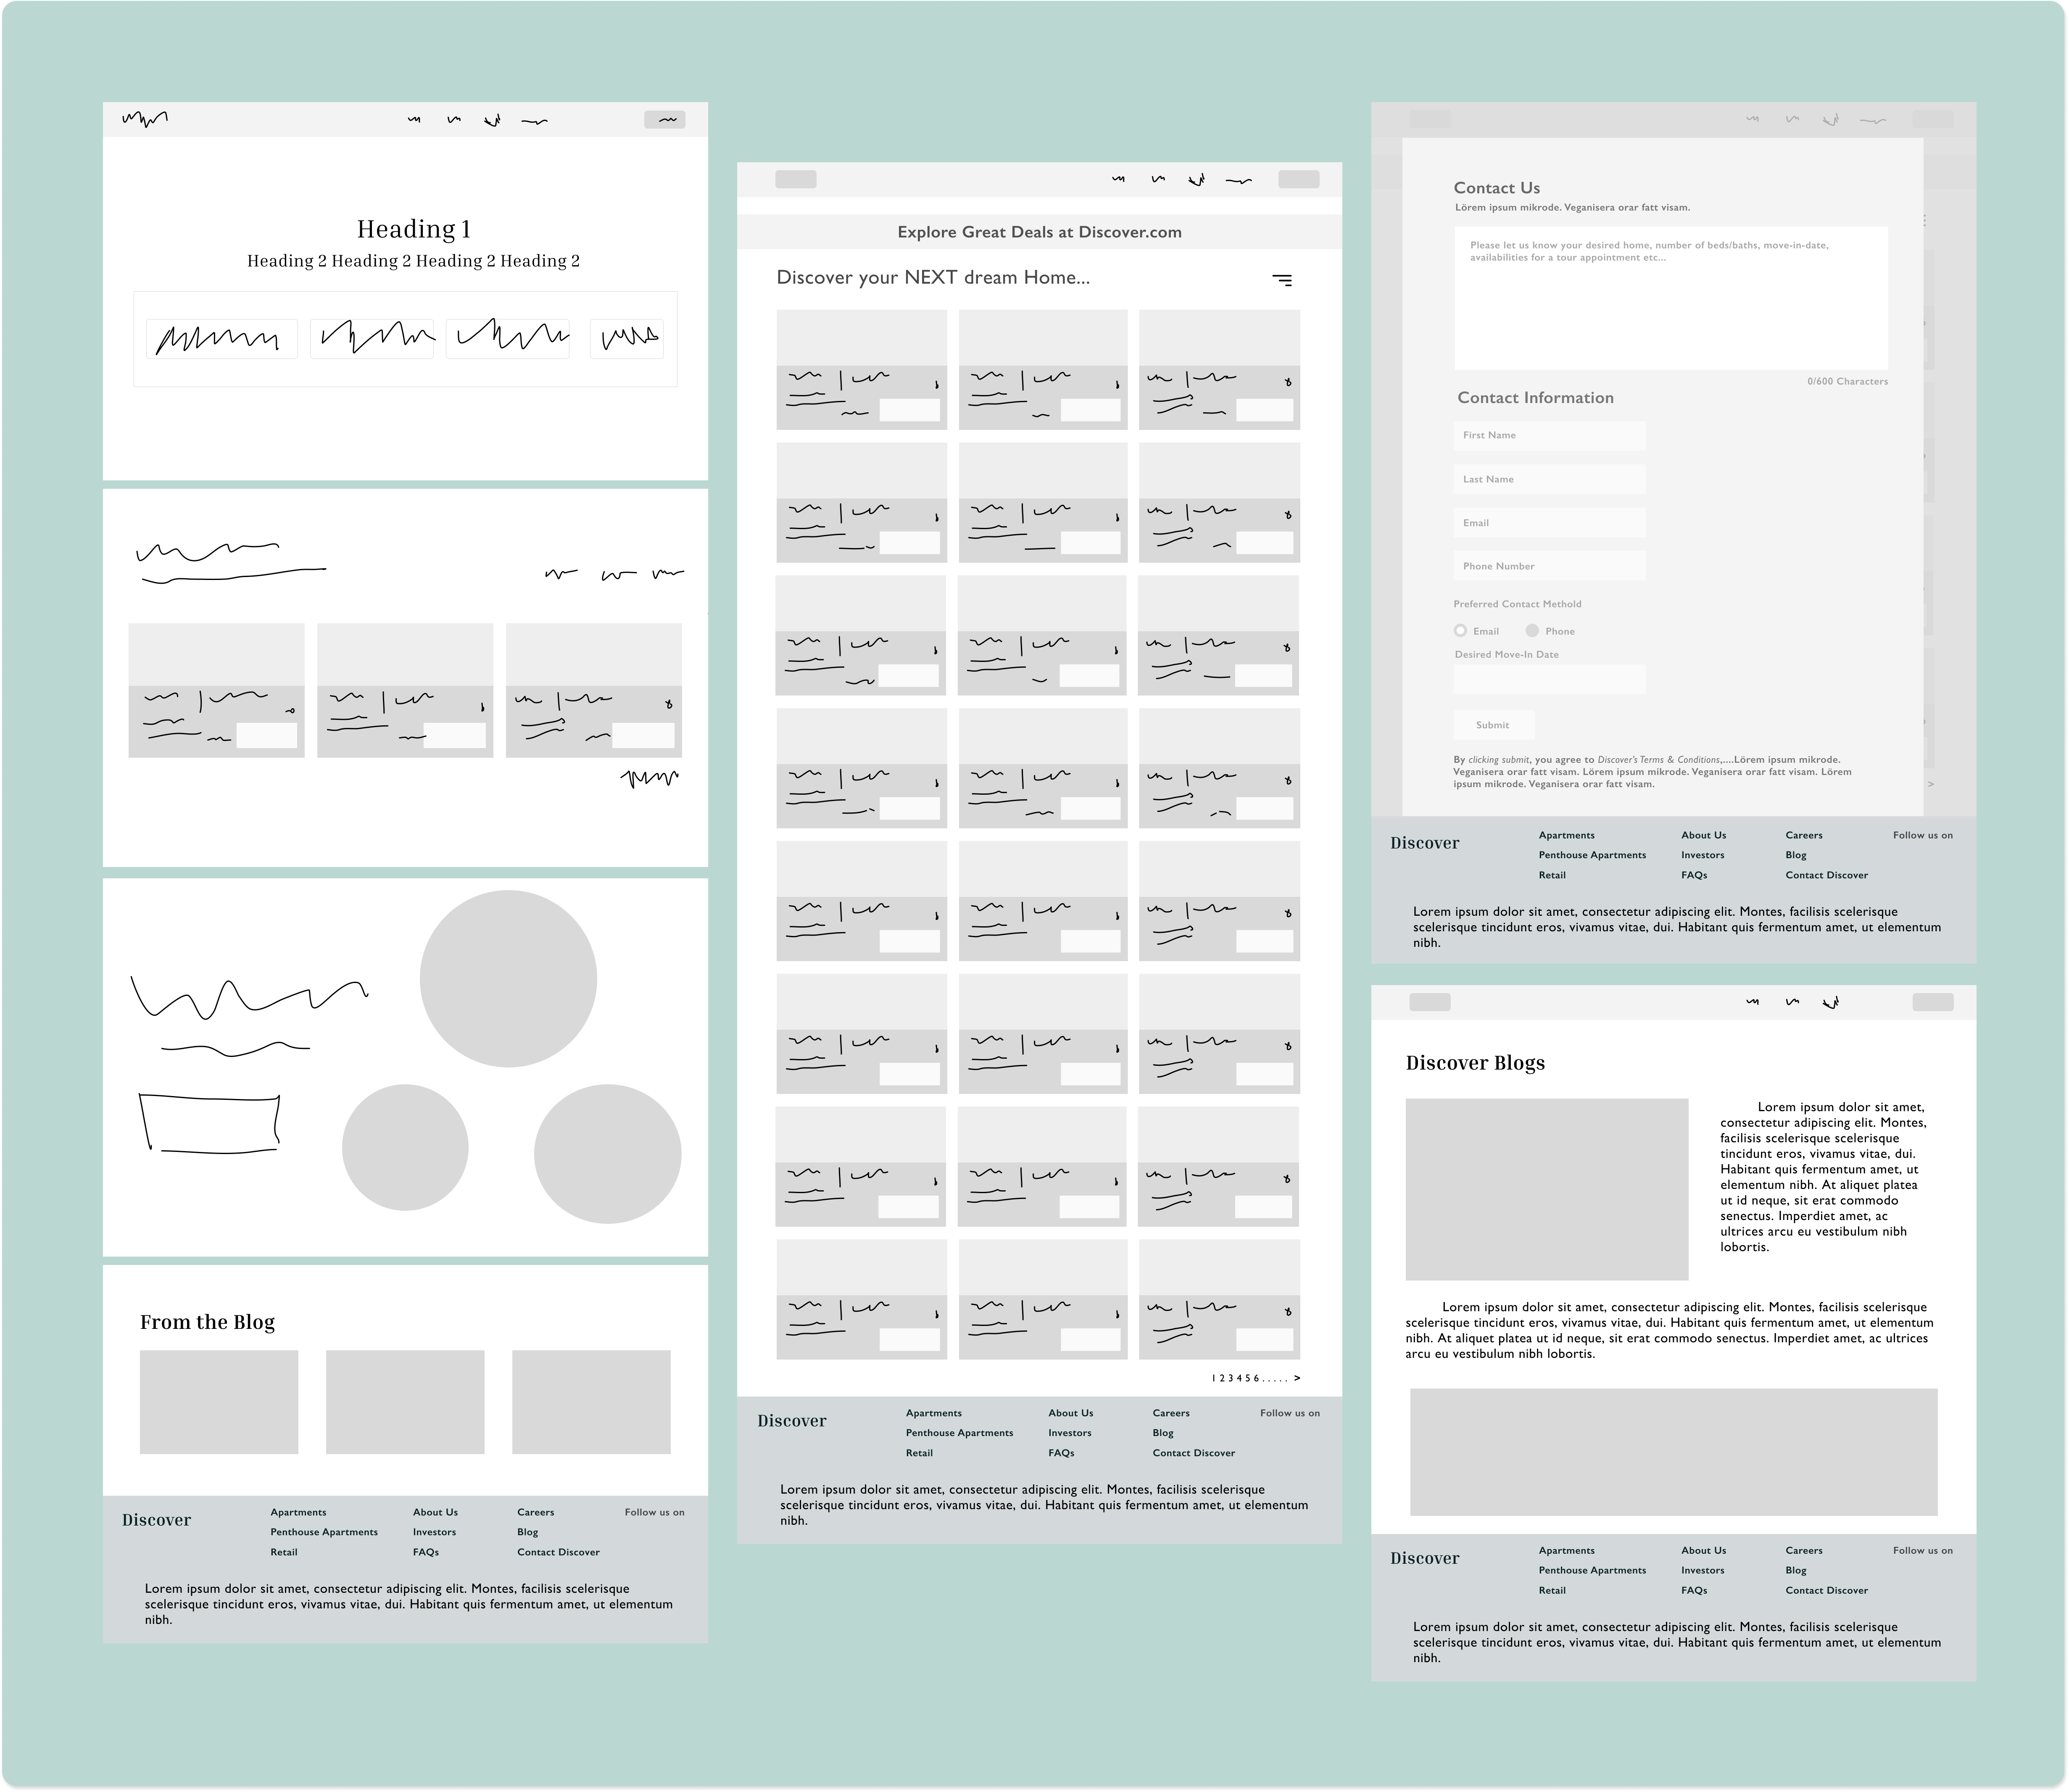 Heading 1
Heading 2 Heading 2 Heading 2 Heading 2
From the Blog
Discover
Apartments
Penthouse Apartments
Retail
About Us
Investors
FAQs
Careers
Blog
Contact Discover
Follow us on
Lorem ipsum dolor sit amet, consectetur adipiscing elit. Montes, facilisis scelerisque
scelerisque tincidunt eros, vivamus vitae, dui. Habitant quis fermentum amet, ut elementum
nibh.
Explore Great Deals at Discover.com
Discover your NEXT dream Home...
1 2 3 4 5 6 . . . . . >
Discover
Apartments
Penthouse Apartments
Retail
About Us
Investors
FAQs
Careers
Blog
Contact Discover
Follow us on
Lorem ipsum dolor sit amet, consectetur adipiscing elit. Montes, facilisis scelerisque
scelerisque tincidunt eros, vivamus vitae, dui. Habitant quis fermentum amet, ut elementum
nibh.
Contact Us
Lörem ipsum mikrode. Veganisera orar fatt visam.
Please let us know your desired home, number of beds/baths, move-in-date,
availabilities for a tour appointment etc...
0/600 Characters
Contact Information
First Name
Last Name
Email
Phone Number
Preferred Contact Methold
Email
Phone
Desired Move-In Date
Submit
By clicking submit, you agree to Discover's Terms & Conditions,....Lörem ipsum mikrode.
Veganisera orar fatt visam. Lörem ipsum mikrode. Veganisera orar fatt visam. Lörem
ipsum mikrode. Veganisera orar fatt visam.
>
Discover
Apartments
Penthouse Apartments
Retail
About Us
Investors
FAQs
Careers
Blog
Contact Discover
Follow us on
Lorem ipsum dolor sit amet, consectetur adipiscing elit. Montes, facilisis scelerisque
scelerisque tincidunt eros, vivamus vitae, dui. Habitant quis fermentum amet, ut elementum
nibh.
Discover Blogs
Lorem ipsum dolor sit amet,
consectetur adipiscing elit. Montes,
facilisis scelerisque scelerisque
tincidunt eros, vivamus vitae, dui.
Habitant quis fermentum amet, ut
elementum nibh. At aliquet platea
ut id neque, sit erat commodo
senectus. Imperdiet amet, ac
ultrices arcu eu vestibulum nibh
lobortis.
Lorem ipsum dolor sit amet, consectetur adipiscing elit. Montes, facilisis scelerisque
scelerisque tincidunt eros, vivamus vitae, dui. Habitant quis fermentum amet, ut elementum
nibh. At aliquet platea ut id neque, sit erat commodo senectus. Imperdiet amet, ac ultrices
arcu eu vestibulum nibh lobortis.
Discover
Apartments
Penthouse Apartments
Retail
About Us
Investors
FAQs
Careers
Blog
Contact Discover
Follow us on
Lorem ipsum dolor sit amet, consectetur adipiscing elit. Montes, facilisis scelerisque
scelerisque tincidunt eros, vivamus vitae, dui. Habitant quis fermentum amet, ut elementum
nibh.